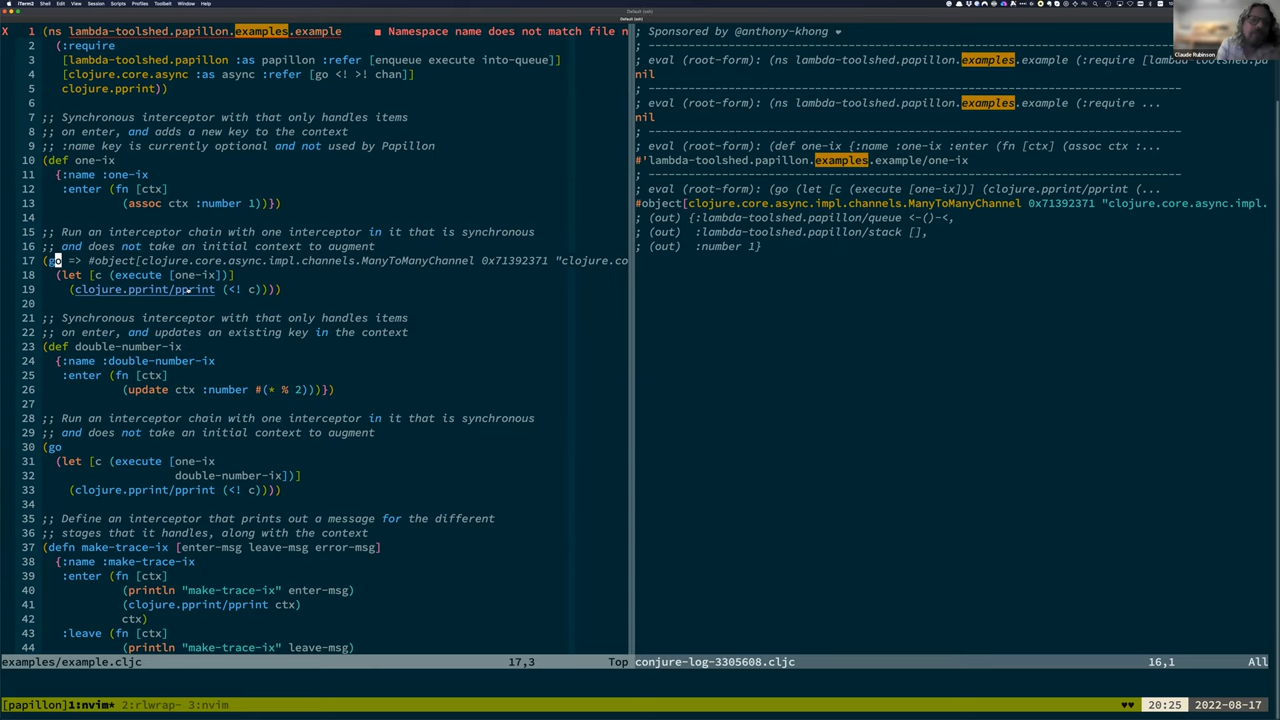 iTerm2 Shell Edit View Session Scripts Profiles Toolbelt Window Help
Default (ssh)
Default (ssh)
Claude Rubinson
X 1 (ns lambda-toolshed.papillon.examples.example ■ Namespace name does not match file n
2 (:require
3 [lambda-toolshed.papillon :as papillon :refer [enqueue execute into-queue]]
4 [clojure.core.async :as async :refer [go <! >! chan]]
5 clojure.pprint))
6
7 ;; Synchronous interceptor with that only handles items
8 ;; on enter, and adds a new key to the context
9 ;; :name key is currently optional and not used by Papillon
10 (def one-ix
11 {:name :one-ix
12 :enter (fn [ctx]
13 (assoc ctx :number 1))})
14
15 ;; Run an interceptor chain with one interceptor in it that is synchronous
16 ;; and does not take an initial context to augment
17 (go => #object[clojure.core.async.impl.channels.ManyToManyChannel 0x71392371 "clojure.co
18 (let [c (execute [one-ix])]
19 (clojure.pprint/pprint (<! c))))
20
21 ;; Synchronous interceptor with that only handles items
22 ;; on enter, and updates an existing key in the context
23 (def double-number-ix
24 {:name :double-number-ix
25 :enter (fn [ctx]
26 (update ctx :number #(* % 2)))})
27
28 ;; Run an interceptor chain with one interceptor in it that is synchronous
29 ;; and does not take an initial context to augment
30 (go
31 (let [c (execute [one-ix
32 double-number-ix])]
33 (clojure.pprint/pprint (<! c))))
34
35 ;; Define an interceptor that prints out a message for the different
36 ;; stages that it handles, along with the context
37 (defn make-trace-ix [enter-msg leave-msg error-msg]
38 {:name :make-trace-ix
39 :enter (fn [ctx]
40 (println "make-trace-ix" enter-msg)
41 (clojure.pprint/pprint ctx)
42 ctx)
43 :leave (fn [ctx]
44 (println "make-trace-ix" leave-msg)
examples/example.cljc 17,3 Top
; Sponsored by @anthony-khong ❤
; --------------------------------------------------------------------------------
; eval (root-form): (ns lambda-toolshed.papillon.examples.example (:require [lambda-toolshed.pa
nil
; --------------------------------------------------------------------------------
; eval (root-form): (ns lambda-toolshed.papillon.examples.example (:require ...
nil
; --------------------------------------------------------------------------------
; eval (root-form): (def one-ix {:name :one-ix :enter (fn [ctx] (assoc ctx :...
#'lambda-toolshed.papillon.examples.example/one-ix
; --------------------------------------------------------------------------------
; eval (root-form): (go (let [c (execute [one-ix])] (clojure.pprint/pprint (...
#object[clojure.core.async.impl.channels.ManyToManyChannel 0x71392371 "clojure.core.async.impl.
; (out) {:lambda-toolshed.papillon/queue <-()-<,
; (out) :lambda-toolshed.papillon/stack [],
; (out) :number 1}
conjure-log-3305608.cljc 16,1 All
[papillon] 1:nvim* 2:rlwrap- 3:nvim ♥♥ 20:25 2022-08-17